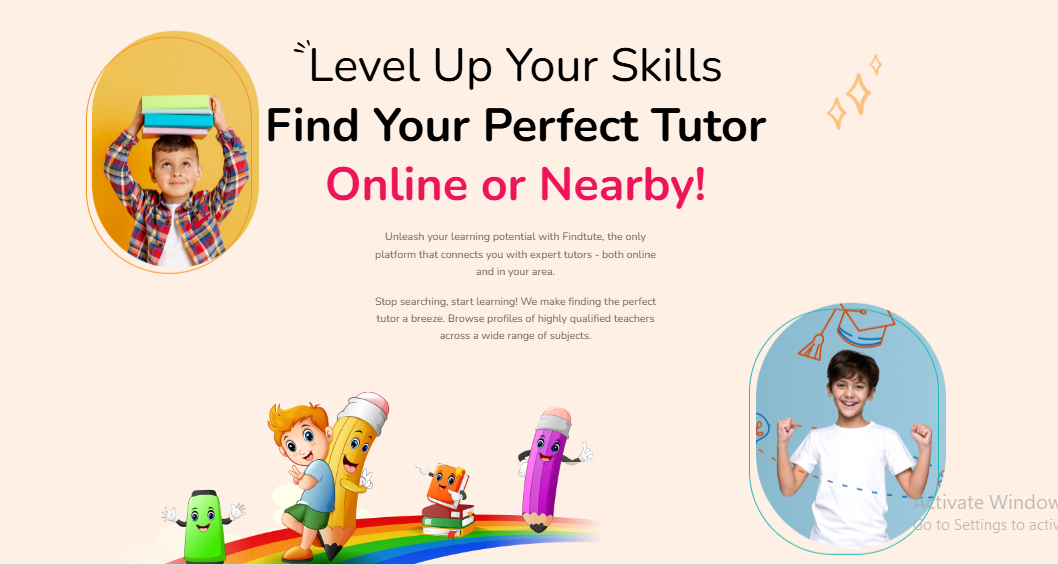 Level Up Your Skills
Find Your Perfect Tutor
Online or Nearby!
Unleash your learning potential with Findtute, the only
platform that connects you with expert tutors - both online
and in your area.
Stop searching, start learning! We make finding the perfect
tutor a breeze. Browse profiles of highly qualified teachers
across a wide range of subjects.
Activate Window
Go to Settings to activ